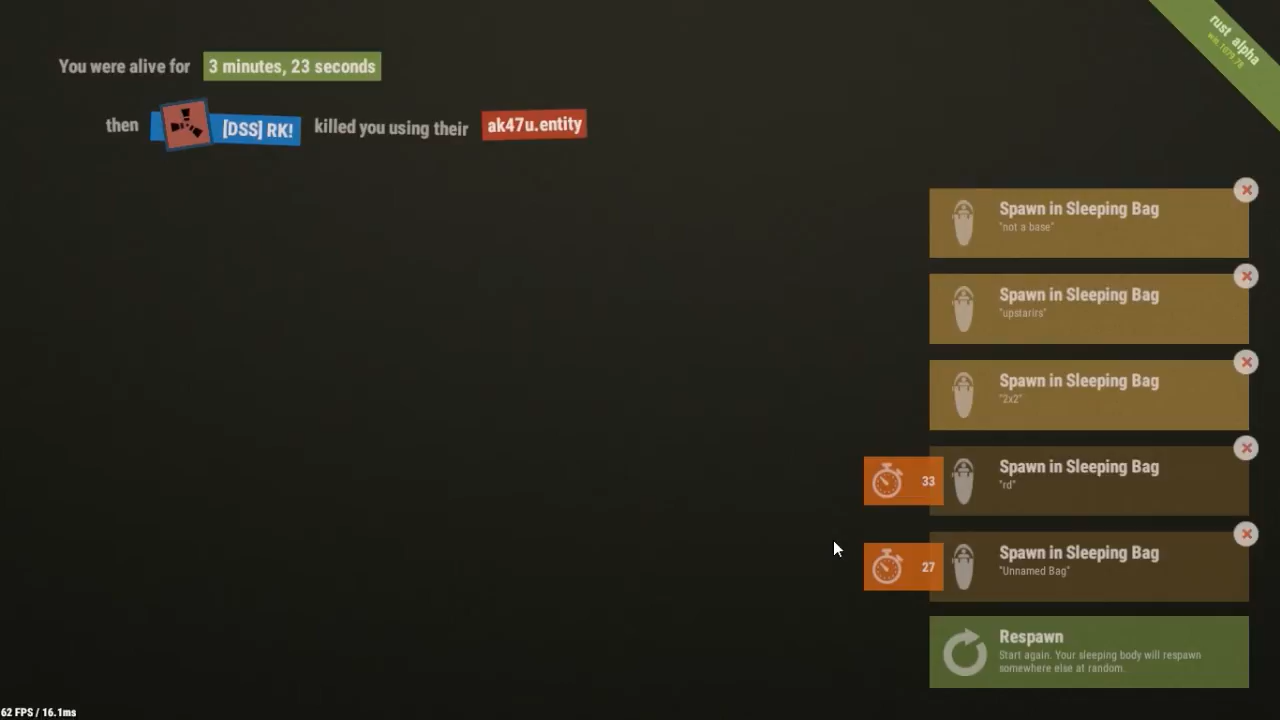 You were alive for 3 minutes, 23 seconds
then [DSS] RK! killed you using their ak47u.entity
rust alpha
Spawn in Sleeping Bag
"not a base"
Spawn in Sleeping Bag
"upstarirs"
Spawn in Sleeping Bag
"2x2"
33
Spawn in Sleeping Bag
"rd"
27
Spawn in Sleeping Bag
"Unnamed Bag"
Respawn
Start again. Your sleeping body will respawn
somewhere else at random.
62 FPS / 16.1ms